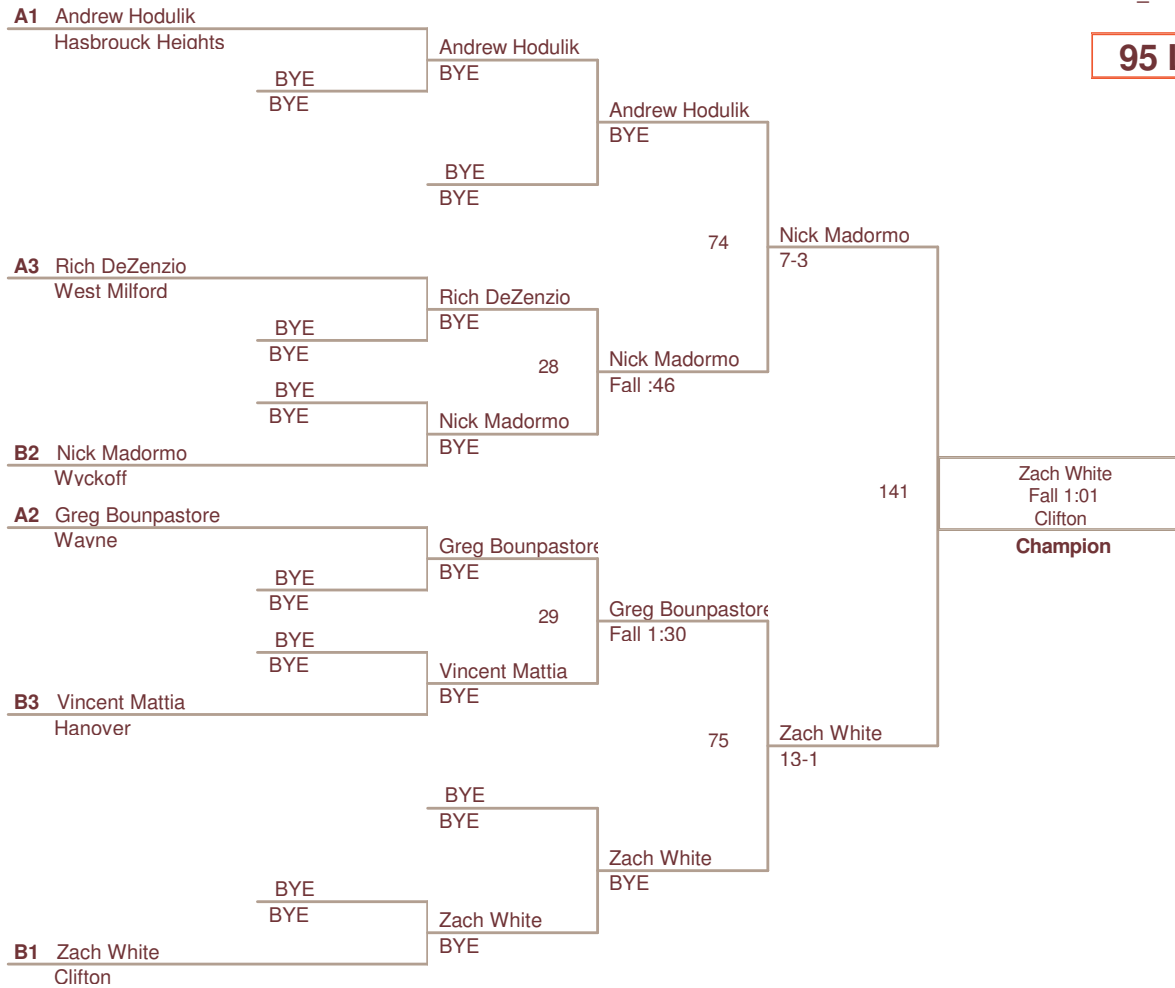 A1 Andrew Hodulik
Hasbrouck Heights
Andrew Hodulik
BYE
95
BYE
BYE
Andrew Hodulik
BYE
BYE
BYE
74
Nick Madormo
7-3
A3 Rich DeZenzio
West Milford
Rich DeZenzio
BYE
BYE
BYE
28
Nick Madormo
Fall :46
BYE
BYE
Nick Madormo
BYE
B2 Nick Madormo
Wyckoff
141
Zach White
Fall 1:01
Clifton
Champion
A2 Greg Bounpastore
Wayne
Greg Bounpastore
BYE
BYE
BYE
29
Greg Bounpastore
Fall 1:30
BYE
BYE
Vincent Mattia
BYE
B3 Vincent Mattia
Hanover
75
Zach White
13-1
BYE
BYE
Zach White
BYE
BYE
BYE
Zach White
BYE
B1 Zach White
Clifton